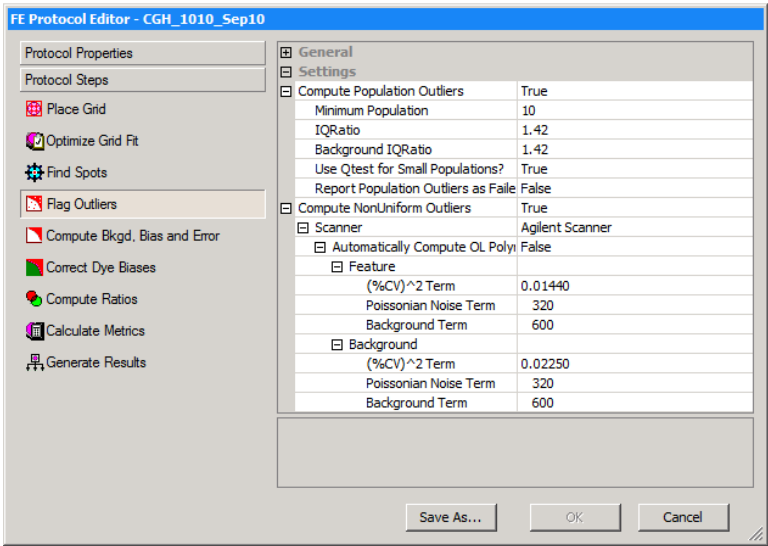 FE Protocol Editor - CGH_1010_Sep10
Protocol Properties
Protocol Steps
Place Grid
Optimize Grid Fit
Find Spots
Flag Outliers
Compute Bkgd, Bias and Error
Correct Dye Biases
Compute Ratios
Calculate Metrics
Generate Results
General
Settings
Compute Population Outliers True
Minimum Population 10
IQRatio 1.42
Background IQRatio 1.42
Use Qtest for Small Populations? True
Report Population Outliers as Faile False
Compute NonUniform Outliers True
Scanner Agilent Scanner
Automatically Compute OL Polyı False
Feature
(%CV)^2 Term 0.01440
Poissonian Noise Term 320
Background Term 600
Background
(%CV)^2 Term 0.02250
Poissonian Noise Term 320
Background Term 600
Save As...
OK
Cancel